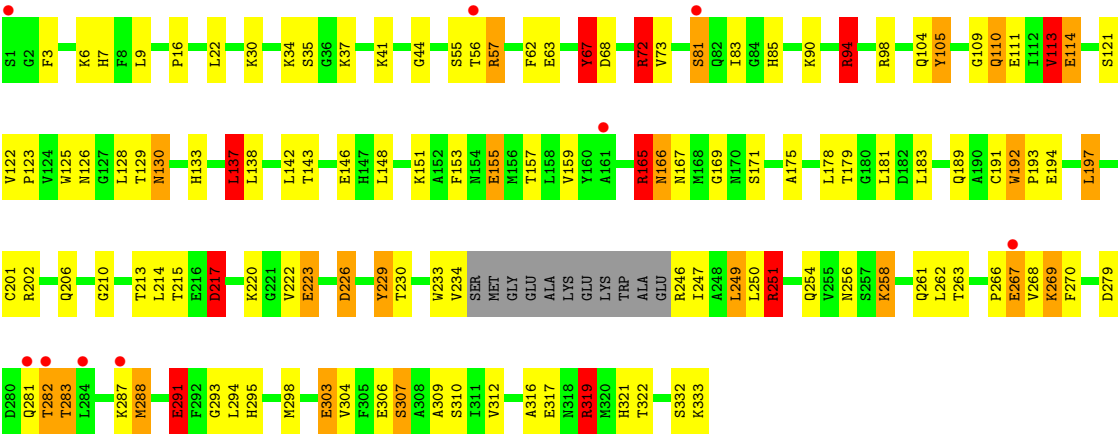 S1 G2 F3 K6 H7 F8 L9 P16 L22 K30 K34 S35 G36 K37 K41 G44 S55 T56 R57 F62 E63 Y67 D68 R72 V73 S81 Q82 I83 G84 H85 K90 R94 R98 Q104 Y105 G109 Q110 E111 I112 V113 E114 S121
V122 P123 V124 W125 N126 G127 L128 T129 N130 H133 L137 L138 L142 T143 E146 H147 L148 K151 A152 F153 N154 E155 M156 T157 L158 V159 Y160 A161 R165 N166 N167 M168 G169 N170 S171 A175 L178 T179 G180 L181 D182 L183 Q189 A190 C191 W192 P193 E194 L197
C201 R202 Q206 G210 T213 L214 T215 E216 D217 K220 G221 V222 E223 D226 Y229 T230 W233 V234 SER MET GLY GLU ALA LYS GLU LYS TRP ALA GLU R246 I247 A248 L249 L250 R251 Q254 V255 N256 S257 K258 Q261 L262 T263 P266 E267 V268 K269 F270 D279
D280 Q281 T282 T283 L284 K287 M288 E291 F292 G293 L294 H295 M298 E303 V304 F305 E306 S307 A308 A309 S310 I311 V312 A316 E317 N318 R319 M320 H321 T322 S332 K333